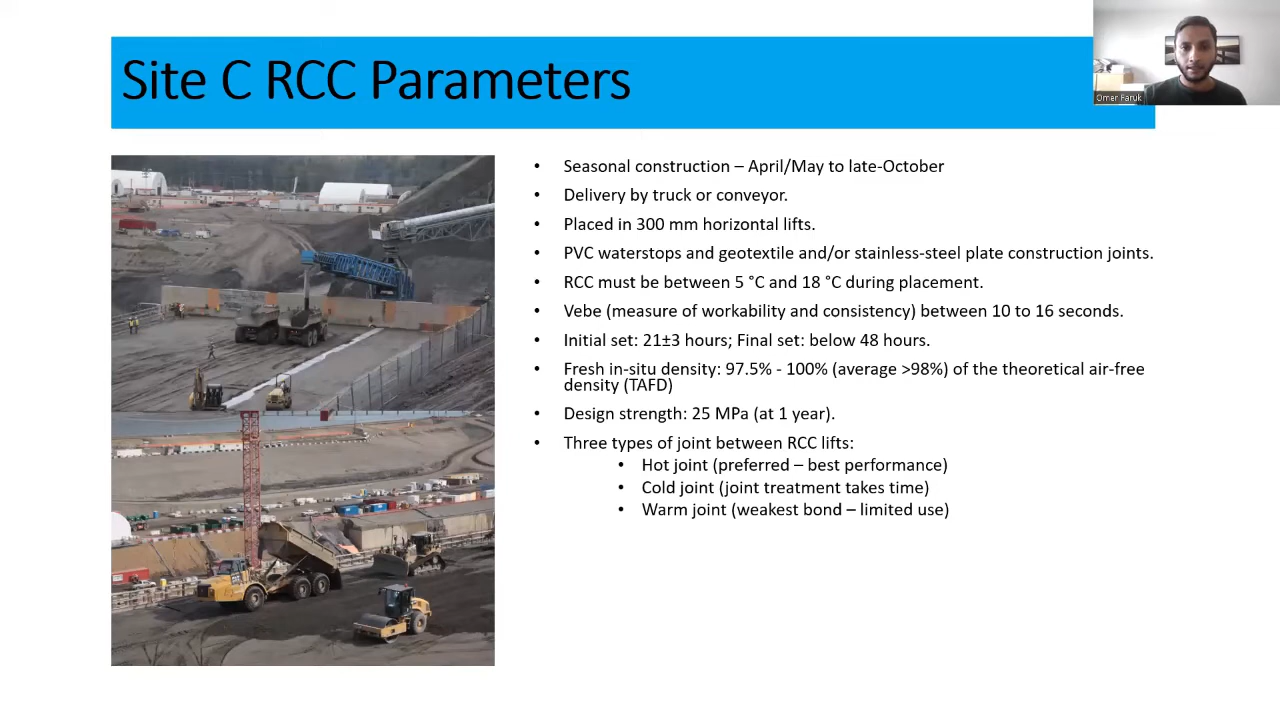 Site C RCC Parameters
Omer Faruk
• Seasonal construction – April/May to late-October
• Delivery by truck or conveyor.
• Placed in 300 mm horizontal lifts.
• PVC waterstops and geotextile and/or stainless-steel plate construction joints.
• RCC must be between 5 °C and 18 °C during placement.
• Vebe (measure of workability and consistency) between 10 to 16 seconds.
• Initial set: 21±3 hours; Final set: below 48 hours.
• Fresh in-situ density: 97.5% - 100% (average >98%) of the theoretical air-free
density (TAFD)
• Design strength: 25 MPa (at 1 year).
• Three types of joint between RCC lifts:
• Hot joint (preferred – best performance)
• Cold joint (joint treatment takes time)
• Warm joint (weakest bond – limited use)